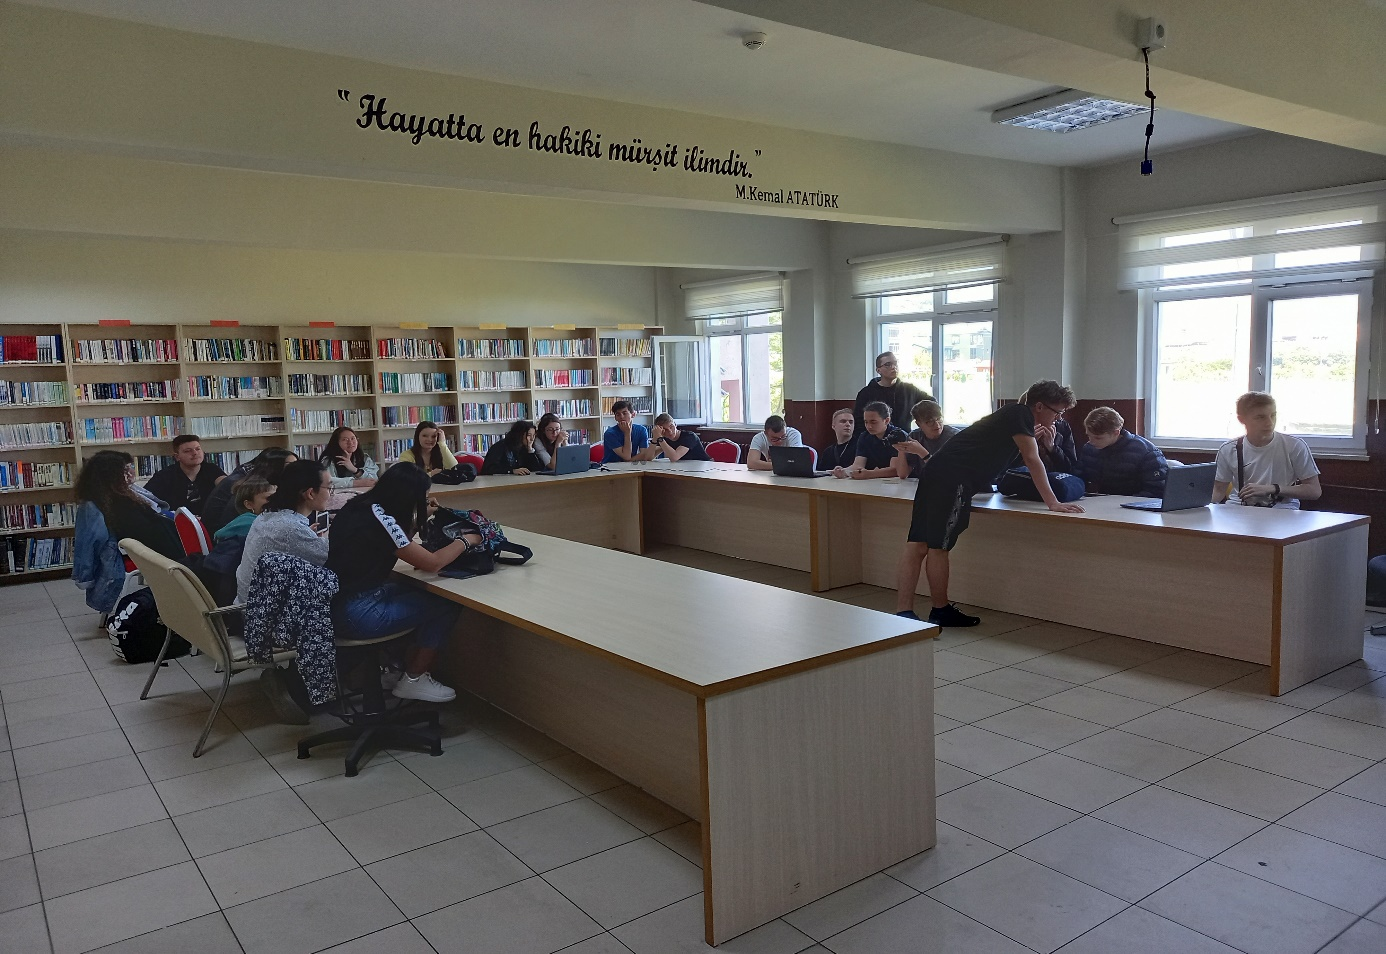 “Hayatta en hakiki mürşit ilimdir.”
M.Kemal ATATÜRK